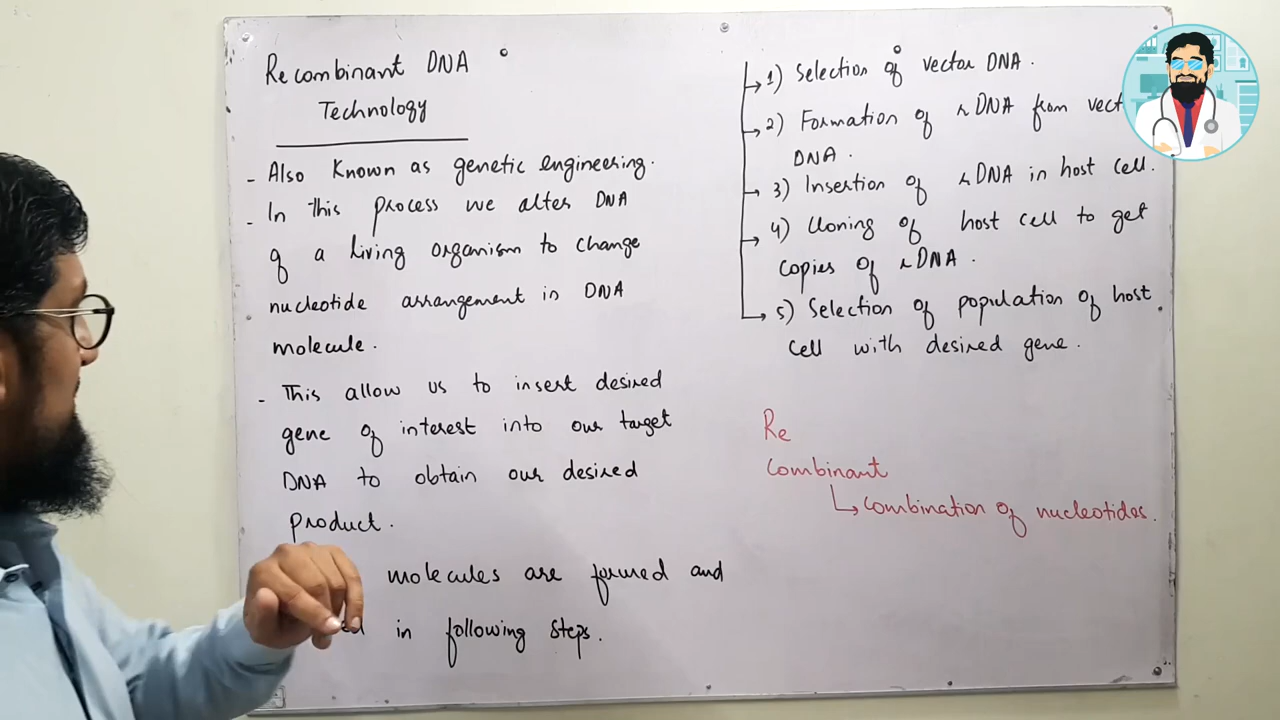 Recombinant DNA
Technology
- Also Known as genetic engineering.
- In this process we alter DNA
of a living organism to change
nucleotide arrangement in DNA
molecule.
- This allow us to insert desired
gene of interest into our target
DNA to obtain our desired
product.
molecules are formed and
in following steps.
1) Selection of vector DNA.
2) Formation of rDNA from
DNA.
3) Insertion of rDNA in host cell.
4) Cloning of host cell to get
copies of rDNA.
5) Selection of population of host
cell with desired gene.
Re
Combinant
Combination of nucleotides.